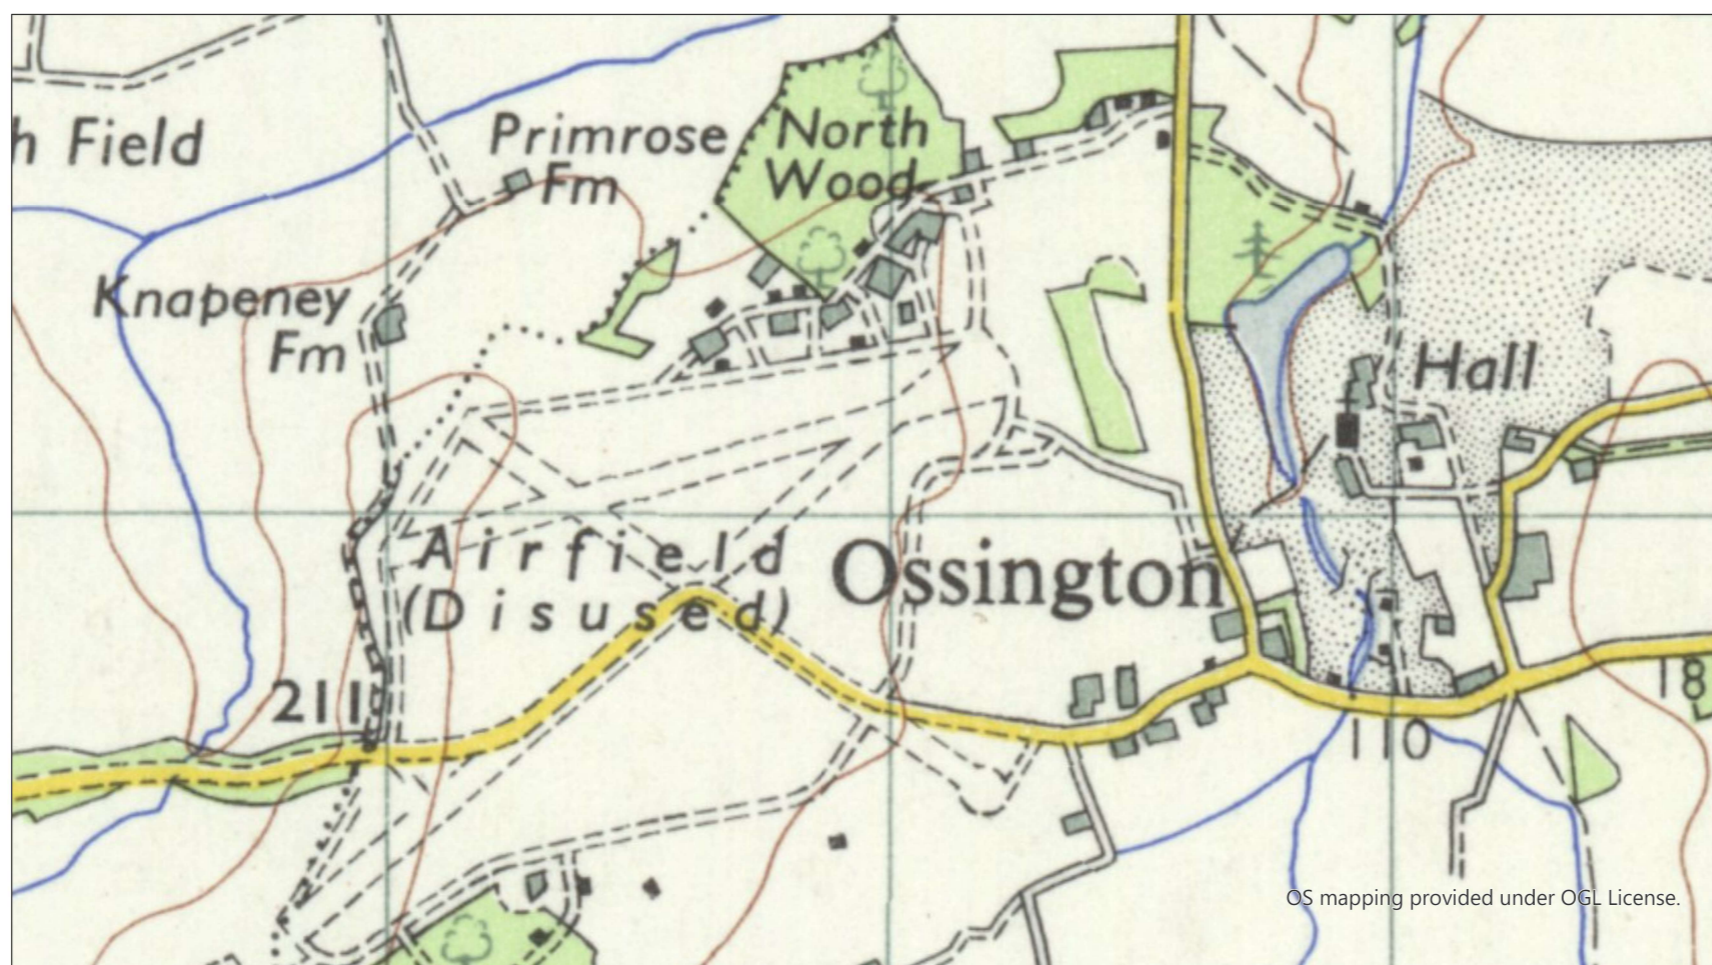 h Field
Primrose
Fm
North
Wood
Knapeney
Fm
Hall
Airfield
(Disused)
Ossington
211
110
18
OS mapping provided under OGL License.